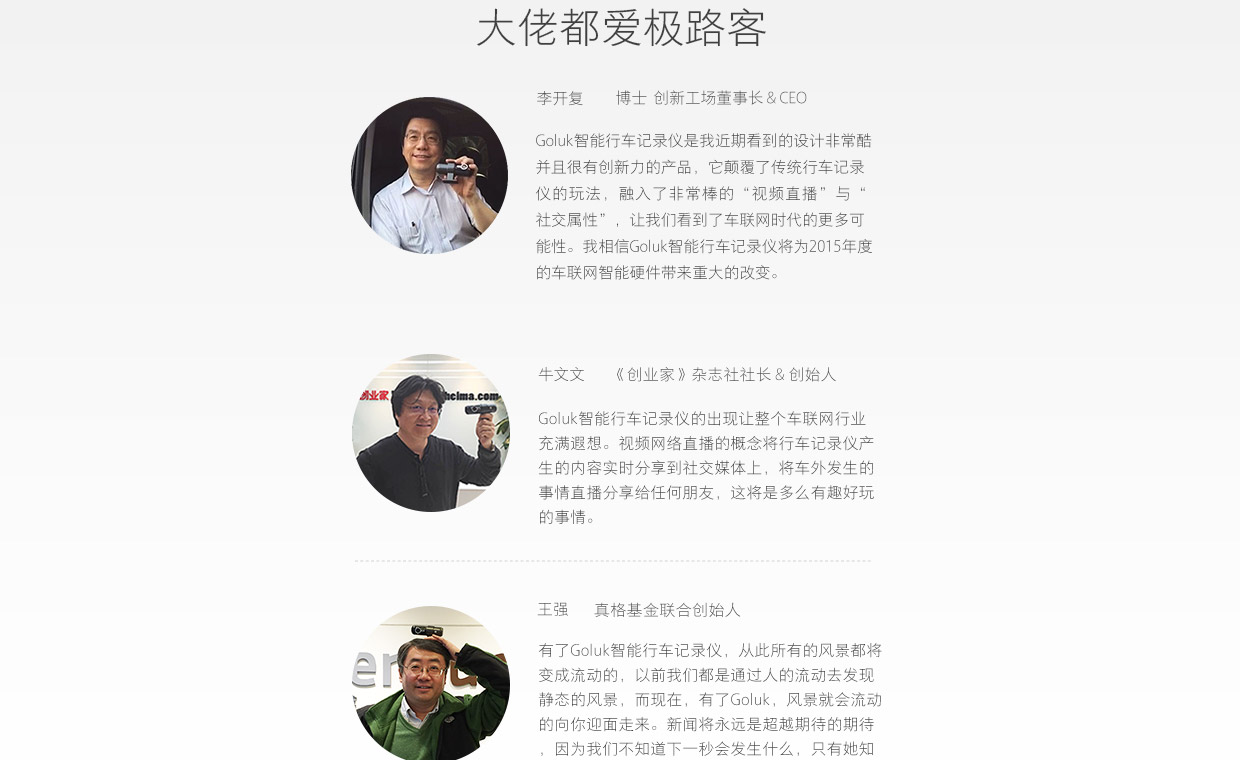 大佬都爱极路客
李开复 博士 创新工场董事长 & CEO
Goluk智能行车记录仪是我近期看到的设计非常酷
并且很有创新力的产品，它颠覆了传统行车记录
仪的玩法，融入了非常棒的“视频直播”与“
社交属性”，让我们看到了车联网时代的更多可
能性。我相信Goluk智能行车记录仪将为2015年度
的车联网智能硬件带来重大的改变。
创业家
hcima.com
牛文文 《创业家》杂志社社长 & 创始人
Goluk智能行车记录仪的出现让整个车联网行业
充满遐想。视频网络直播的概念将行车记录仪产
生的内容实时分享到社交媒体上，将车外发生的
事情直播分享给任何朋友，这将是多么有趣好玩
的事情。
王强 真格基金联合创始人
有了Goluk智能行车记录仪，从此所有的风景都将
变成流动的，以前我们都是通过人的流动去发现
静态的风景，而现在，有了Goluk，风景就会流动
的向你迎面走来。新闻将永远是超越期待的期待
，因为我们不知道下一秒会发生什么，只有她知